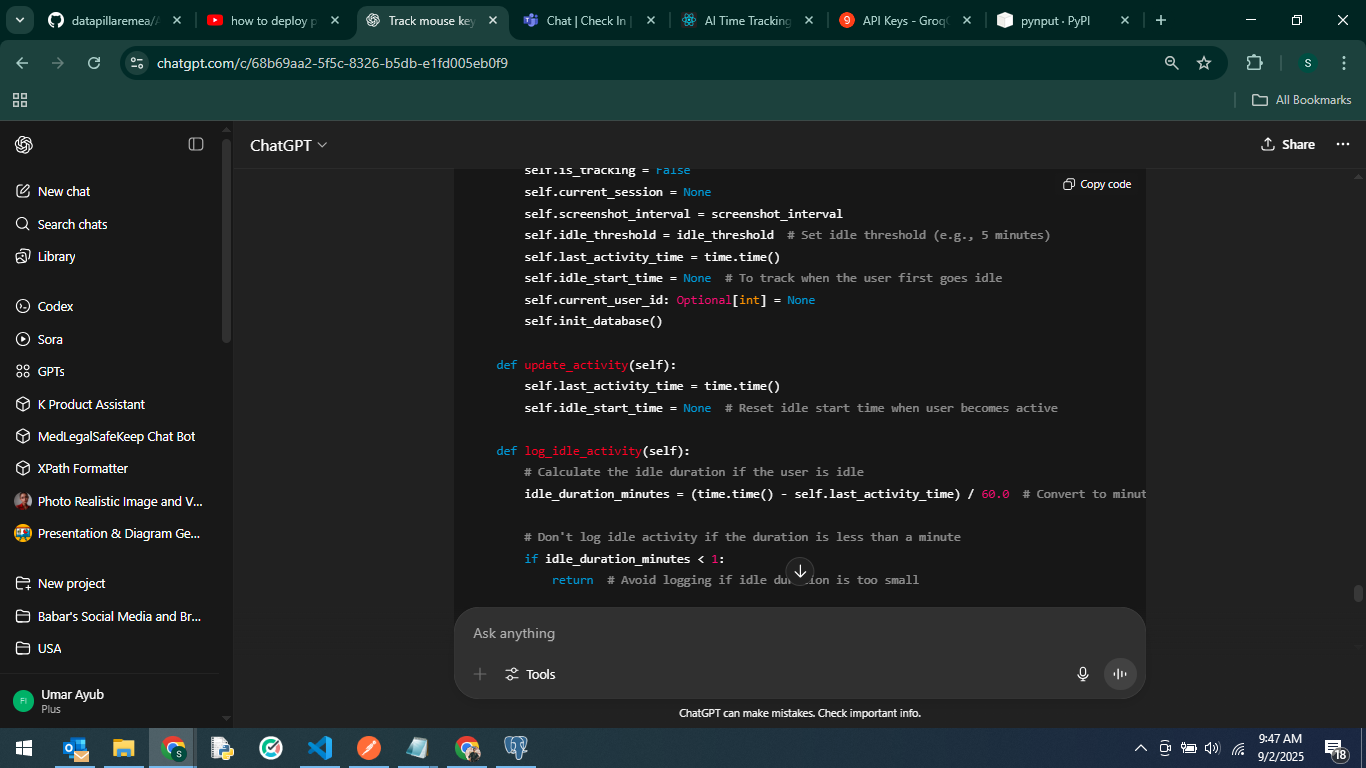 datapillaremea/A
how to deploy p
Track mouse key
Chat | Check In |
AI Time Tracking
API Keys - GroqC
pynput · PyPI
chatgpt.com/c/68b69aa2-5f5c-8326-b5db-e1fd005eb0f9
S
All Bookmarks
ChatGPT
Share
New chat
Search chats
Library
Codex
Sora
GPTs
K Product Assistant
MedLegalSafeKeep Chat Bot
XPath Formatter
Photo Realistic Image and V...
Presentation & Diagram Ge...
New project
Babar's Social Media and Br...
USA
FI
Umar Ayub
Plus
Copy code
self.is_tracking = False
self.current_session = None
self.screenshot_interval = screenshot_interval
self.idle_threshold = idle_threshold  # Set idle threshold (e.g., 5 minutes)
self.last_activity_time = time.time()
self.idle_start_time = None  # To track when the user first goes idle
self.current_user_id: Optional[int] = None
self.init_database()
def update_activity(self):
self.last_activity_time = time.time()
self.idle_start_time = None  # Reset idle start time when user becomes active
def log_idle_activity(self):
# Calculate the idle duration if the user is idle
idle_duration_minutes = (time.time() - self.last_activity_time) / 60.0  # Convert to minut
# Don't log idle activity if the duration is less than a minute
if idle_duration_minutes < 1:
return  # Avoid logging if idle duration is too small
Ask anything
Tools
ChatGPT can make mistakes. Check important info.
9:47 AM
9/2/2025
18